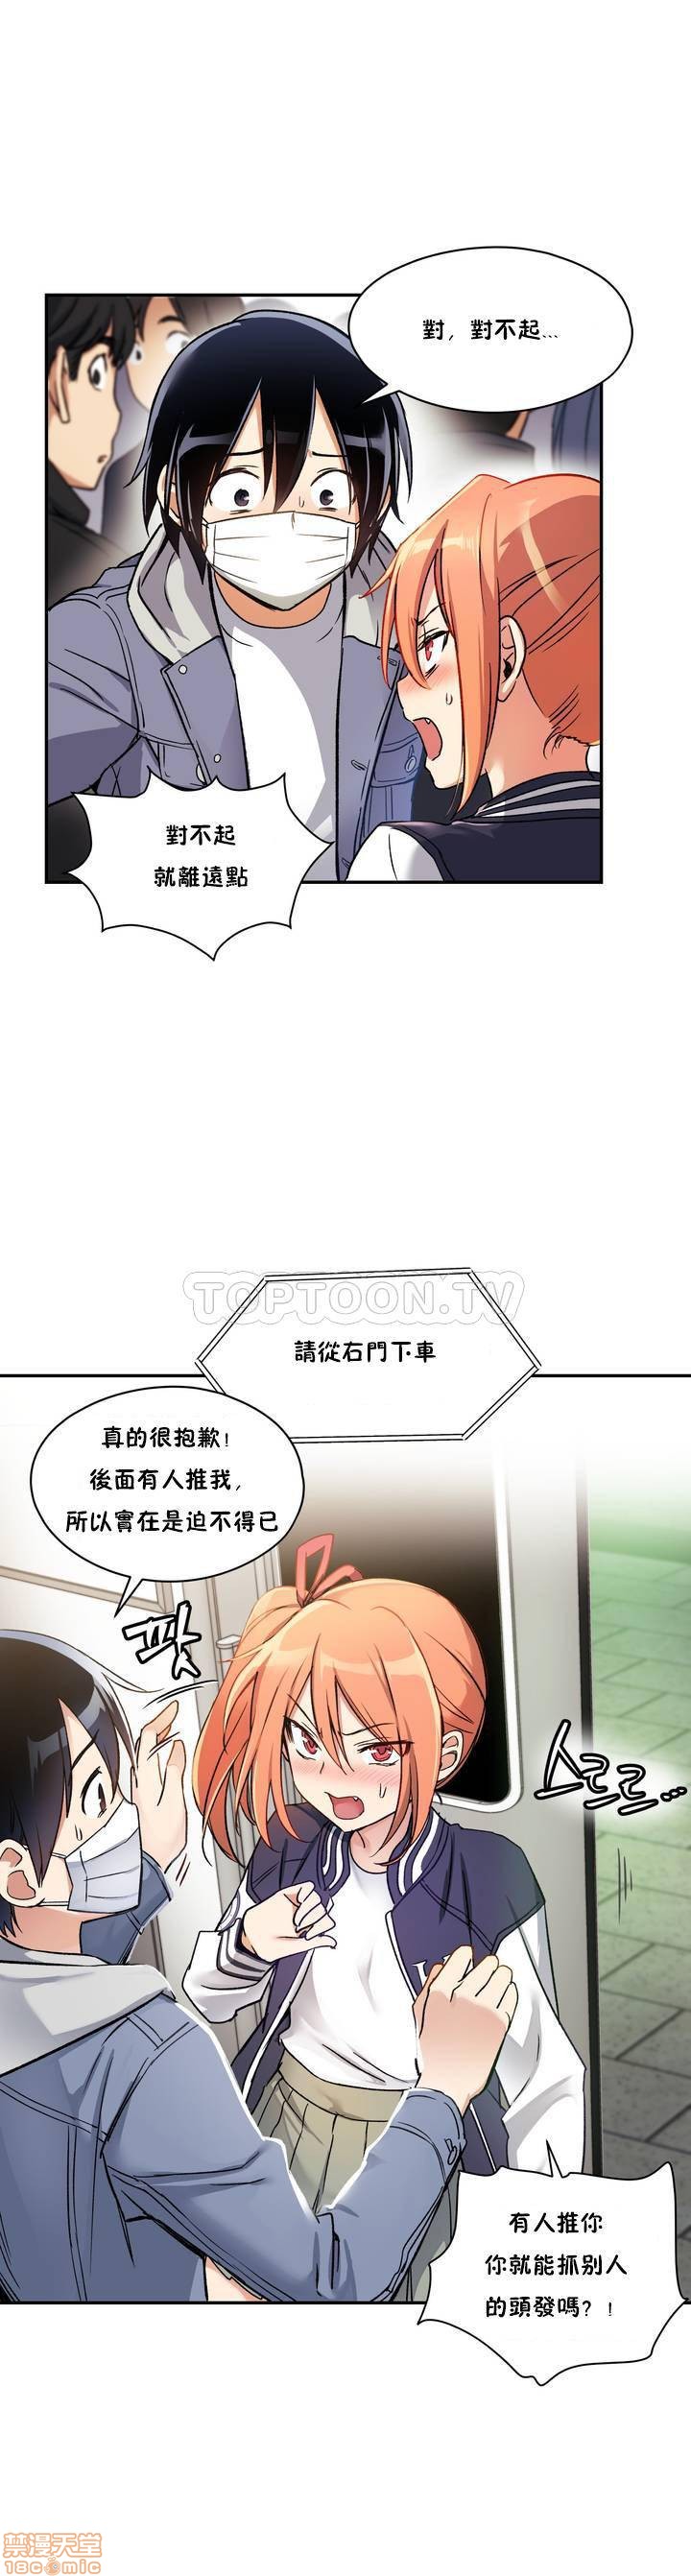 對，對不起...
對不起
就離遠點
TOPTOON.TV
請從右門下車
真的很抱歉！
後面有人推我，
所以實在是迫不得已
팟
스르르...
有人推你
你就能抓别人
的頭發嗎？！
禁漫天堂
18comic